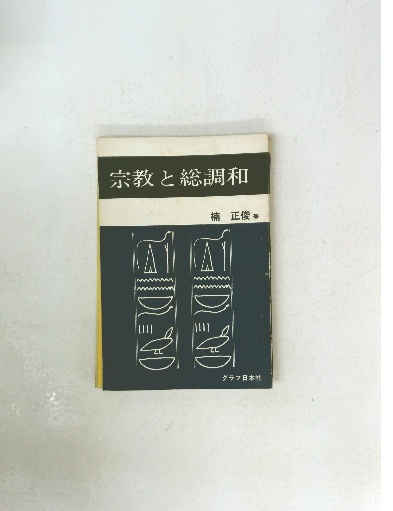 宗教と総調和
楠 正俊 著
グラフ日本社